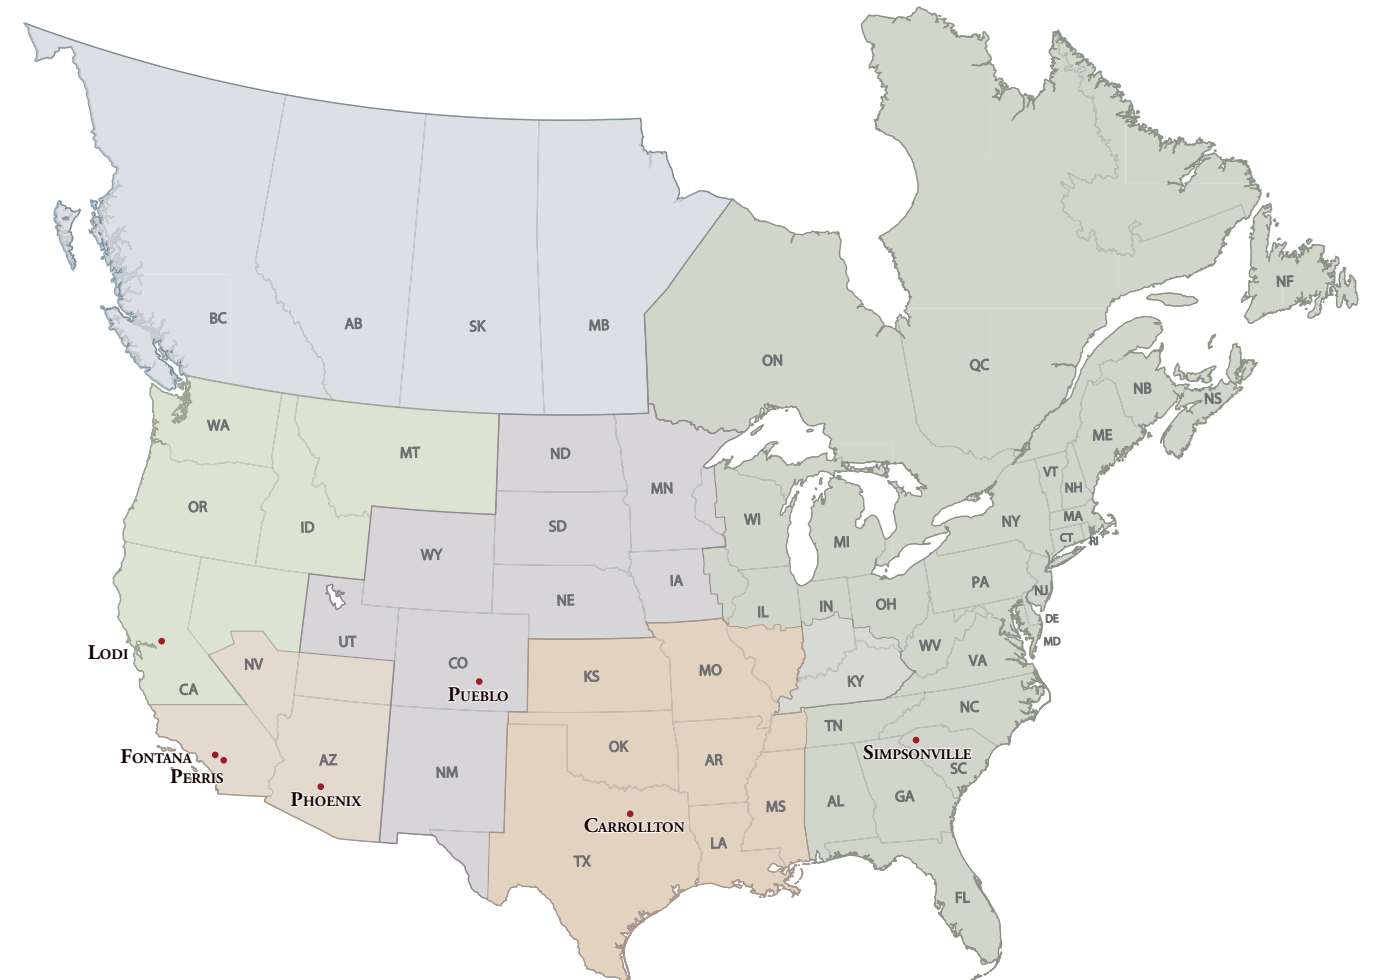 NF
BC
AB
SK
MB
ON
QC
NB
NS
WA
MT
ND
ME
VT
NH
MN
OR
ID
SD
WI
NY
MA
CT
RI
MI
WY
NE
IA
PA
NJ
IL
IN
OH
DE
MD
LODI
UT
WV
NV
CO
VA
CA
PUEBLO
KS
MO
KY
NC
TN
SIMPSONVILLE
SC
FONTANA
PERRIS
AZ
NM
OK
AR
PHOENIX
MS
AL
GA
CARROLLTON
LA
TX
FL